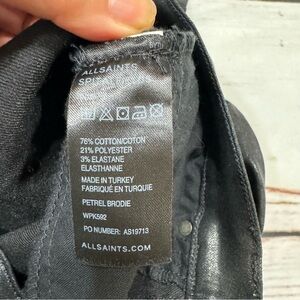 ALLSAINTS
76% COTTON/COTON
21% POLYESTER
3% ELASTANE
ELASTHANNE
MADE IN TURKEY
FABRIQUÉ EN TURQUIE
PETREL BRODIE
WPK592
PO NUMBER: AS19713
ALLSAINTS.COM